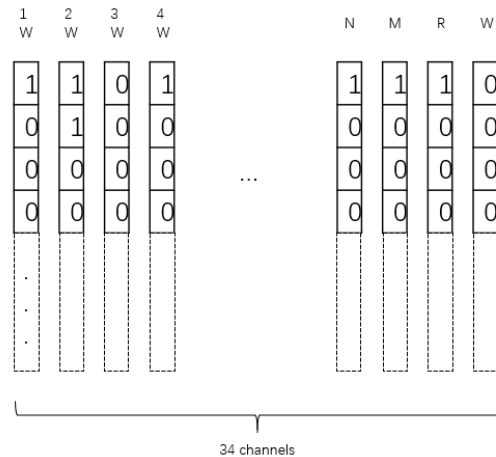 1 2 3 4
W W W W N M R W
1 1 0 1 1 1 1 0
0 1 0 0 0 0 0 0
0 0 0 0 ... 0 0 0 0
0 0 0 0 0 0 0 0
.
.
.
34 channels